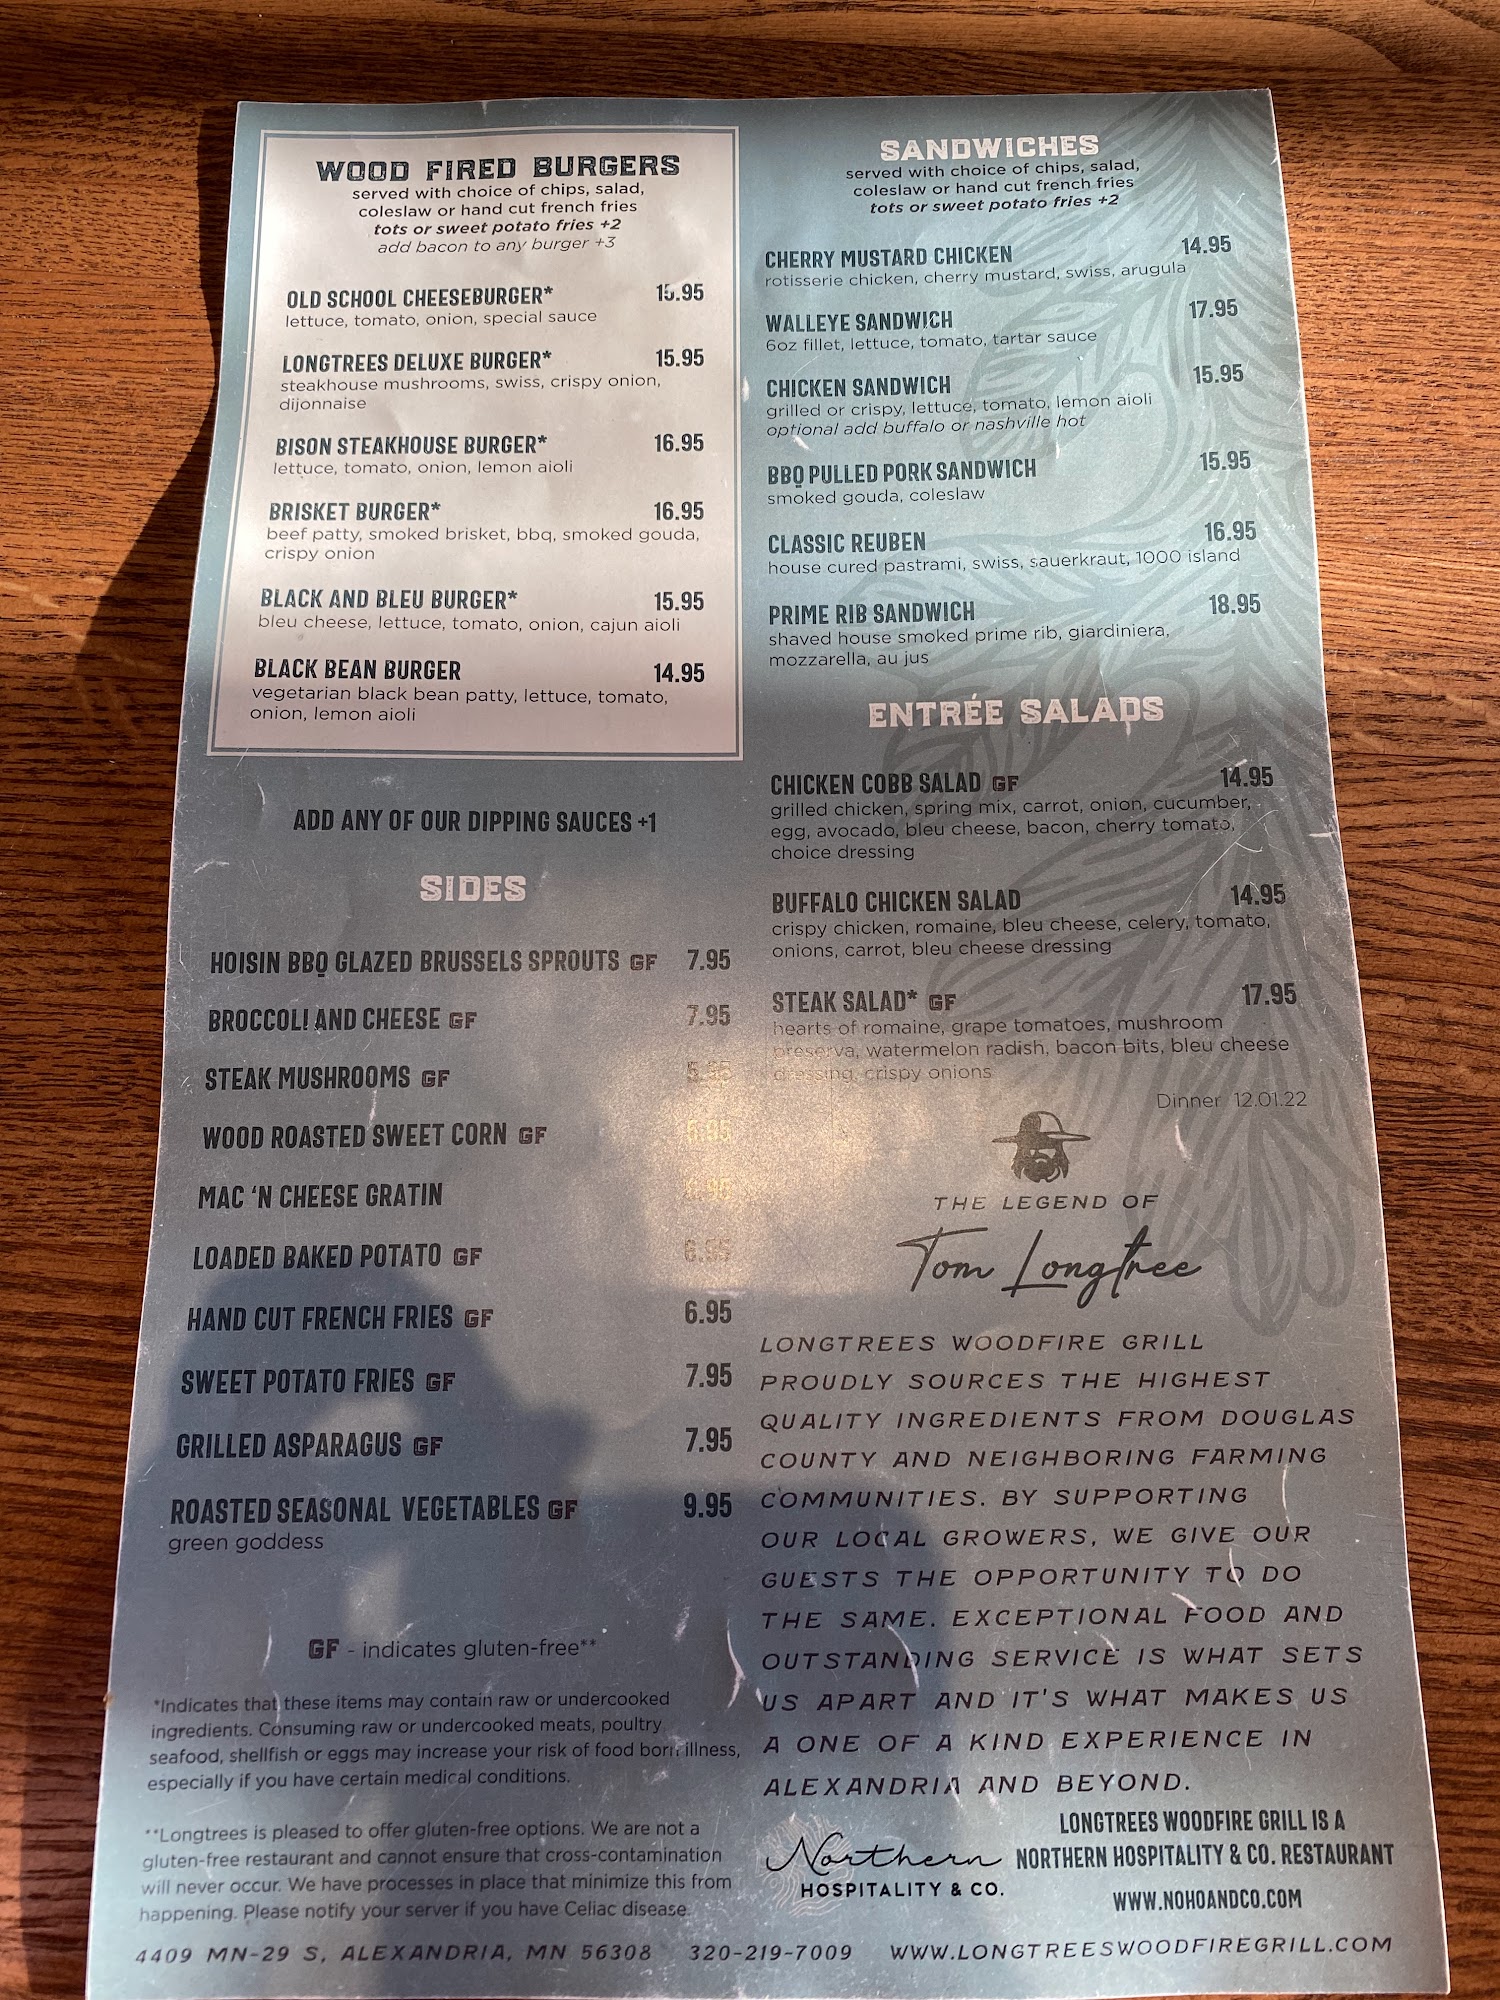 WOOD FIRED BURGERS
served with choice of chips, salad,
coleslaw or hand cut french fries
tots or sweet potato fries +2
add bacon to any burger +3
OLD SCHOOL CHEESEBURGER* 15.95
lettuce, tomato, onion, special sauce
LONGTREES DELUXE BURGER* 15.95
steakhouse mushrooms, swiss, crispy onion,
dijonnaise
BISON STEAKHOUSE BURGER* 16.95
lettuce, tomato, onion, lemon aioli
BRISKET BURGER* 16.95
beef patty, smoked brisket, bbq, smoked gouda,
crispy onion
BLACK AND BLEU BURGER* 15.95
bleu cheese, lettuce, tomato, onion, cajun aioli
BLACK BEAN BURGER 14.95
vegetarian black bean patty, lettuce, tomato,
onion, lemon aioli
ADD ANY OF OUR DIPPING SAUCES +1
SIDES
HOISIN BBQ GLAZED BRUSSELS SPROUTS GF 7.95
BROCCOLI AND CHEESE GF 7.95
STEAK MUSHROOMS GF
WOOD ROASTED SWEET CORN GF 6.95
MAC 'N CHEESE GRATIN
LOADED BAKED POTATO GF 6.95
HAND CUT FRENCH FRIES GF 6.95
SWEET POTATO FRIES GF 7.95
GRILLED ASPARAGUS GF 7.95
ROASTED SEASONAL VEGETABLES GF 9.95
green goddess
GF - indicates gluten-free**
*Indicates that these items may contain raw or undercooked
ingredients. Consuming raw or undercooked meats, poultry
seafood, shellfish or eggs may increase your risk of food born illness,
especially if you have certain medical conditions.
**Longtrees is pleased to offer gluten-free options. We are not a
gluten-free restaurant and cannot ensure that cross-contamination
will never occur. We have processes in place that minimize this from
happening. Please notify your server if you have Celiac disease.
SANDWICHES
served with choice of chips, salad,
coleslaw or hand cut french fries
tots or sweet potato fries +2
CHERRY MUSTARD CHICKEN 14.95
rotisserie chicken, cherry mustard, swiss, arugula
WALLEYE SANDWICH 17.95
6oz fillet, lettuce, tomato, tartar sauce
CHICKEN SANDWICH 15.95
grilled or crispy, lettuce, tomato, lemon aioli
optional add buffalo or nashville hot
BBQ PULLED PORK SANDWICH 15.95
smoked gouda, coleslaw
CLASSIC REUBEN 16.95
house cured pastrami, swiss, sauerkraut, 1000 island
PRIME RIB SANDWICH 18.95
shaved house smoked prime rib, giardiniera,
mozzarella, au jus
ENTRÉE SALADS
CHICKEN COBB SALAD GF 14.95
grilled chicken, spring mix, carrot, onion, cucumber,
egg, avocado, bleu cheese, bacon, cherry tomato,
choice dressing
BUFFALO CHICKEN SALAD 14.95
crispy chicken, romaine, bleu cheese, celery, tomato,
onions, carrot, bleu cheese dressing
STEAK SALAD* GF 17.95
hearts of romaine, grape tomatoes, mushroom
preserva, watermelon radish, bacon bits, bleu cheese
dressing, crispy onions
Dinner 12.01.22
THE LEGEND OF
Tom Longtree
LONGTREES WOODFIRE GRILL
PROUDLY SOURCES THE HIGHEST
QUALITY INGREDIENTS FROM DOUGLAS
COUNTY AND NEIGHBORING FARMING
COMMUNITIES. BY SUPPORTING
OUR LOCAL GROWERS, WE GIVE OUR
GUESTS THE OPPORTUNITY TO DO
THE SAME. EXCEPTIONAL FOOD AND
OUTSTANDING SERVICE IS WHAT SETS
US APART AND IT'S WHAT MAKES US
A ONE OF A KIND EXPERIENCE IN
ALEXANDRIA AND BEYOND.
Northern
HOSPITALITY & CO.
LONGTREES WOODFIRE GRILL IS A
NORTHERN HOSPITALITY & CO. RESTAURANT
WWW.NOHOANDCO.COM
4409 MN-29 S, ALEXANDRIA, MN 56308 320-219-7009 WWW.LONGTREESWOODFIREGRILL.COM